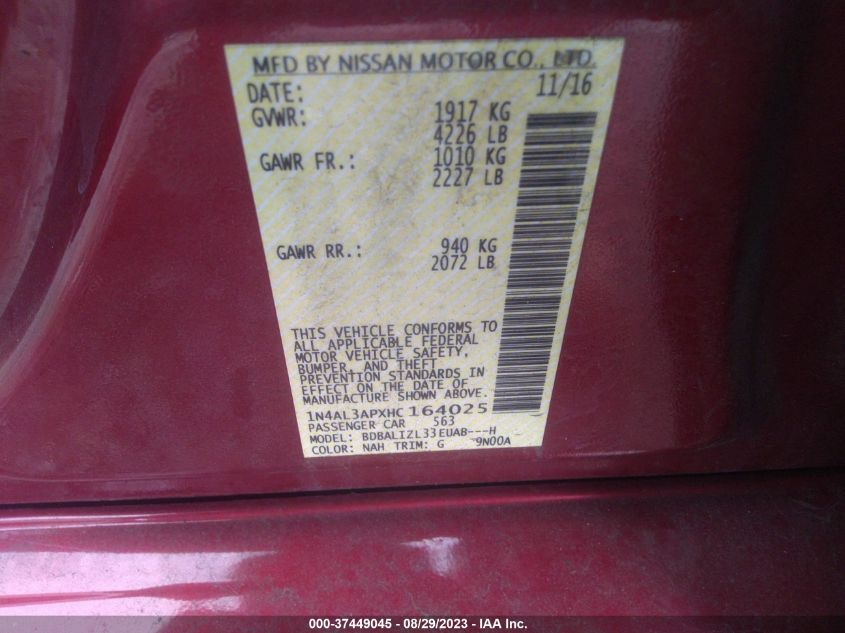 MFD BY NISSAN MOTOR CO., LTD.
DATE: 11/16
GVWR: 1917 KG
4226 LB
GAWR FR.: 1010 KG
2227 LB
GAWR RR.: 940 KG
2072 LB
THIS VEHICLE CONFORMS TO
ALL APPLICABLE FEDERAL
MOTOR VEHICLE SAFETY,
BUMPER, AND THEFT
PREVENTION STANDARDS IN
EFFECT ON THE DATE OF
MANUFACTURE SHOWN ABOVE.
1N4AL3APXHC164025
PASSENGER CAR 563
MODEL: BDBALIZL33EUAB---H
COLOR: NAH TRIM: G 9N00A
000-37449045 - 08/29/2023 - IAA Inc.